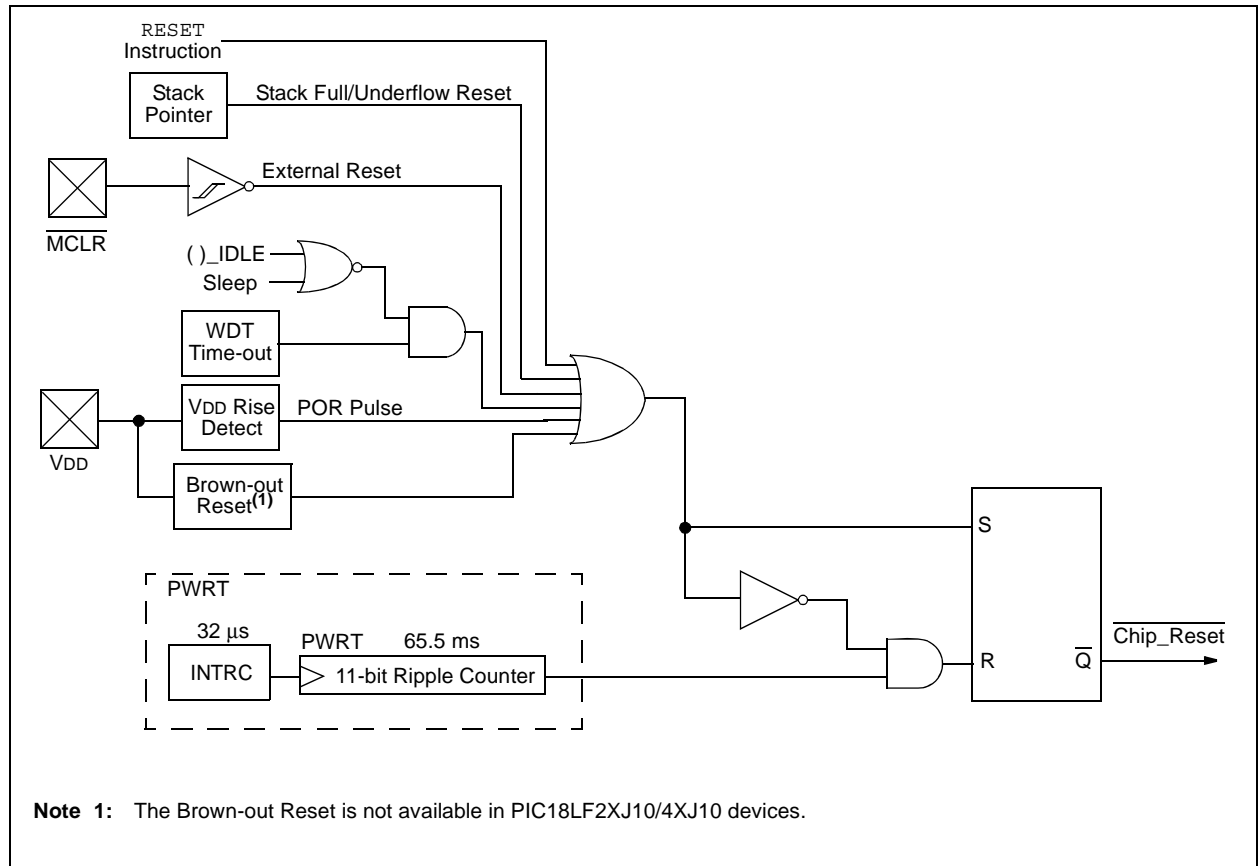 RESET
Instruction
Stack
Pointer
Stack Full/Underflow Reset
External Reset
MCLR
( )_IDLE
Sleep
WDT
Time-out
VDD Rise
Detect
POR Pulse
VDD
Brown-out
Reset(1)
S
PWRT
32 μs
PWRT
65.5 ms
INTRC
11-bit Ripple Counter
R
Q
Chip_Reset
Note 1: The Brown-out Reset is not available in PIC18LF2XJ10/4XJ10 devices.